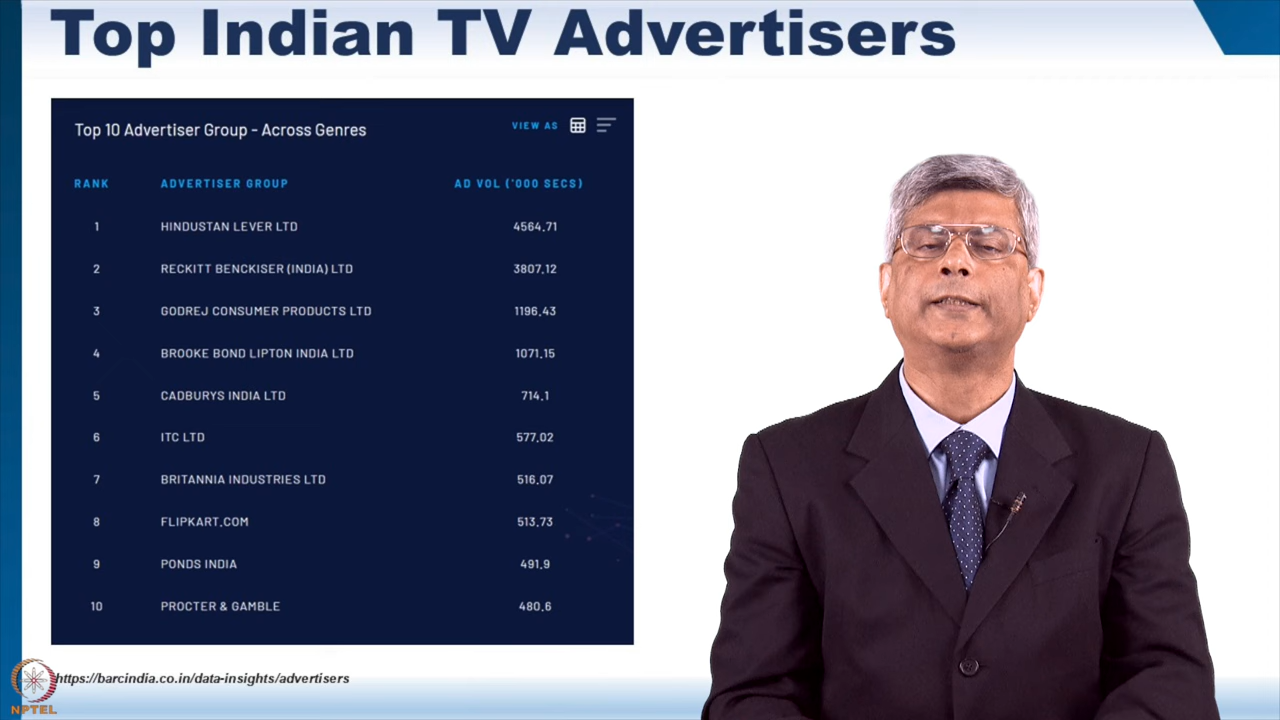 Top Indian TV Advertisers
Top 10 Advertiser Group - Across Genres
VIEW AS
RANK ADVERTISER GROUP AD VOL ('000 SECS)
1 HINDUSTAN LEVER LTD 4564.71
2 RECKITT BENCKISER (INDIA) LTD 3807.12
3 GODREJ CONSUMER PRODUCTS LTD 1196.43
4 BROOKE BOND LIPTON INDIA LTD 1071.15
5 CADBURYS INDIA LTD 714.1
6 ITC LTD 577.02
7 BRITANNIA INDUSTRIES LTD 516.07
8 FLIPKART.COM 513.73
9 PONDS INDIA 491.9
10 PROCTER & GAMBLE 480.6
https://barcindia.co.in/data-insights/advertisers
NPTEL